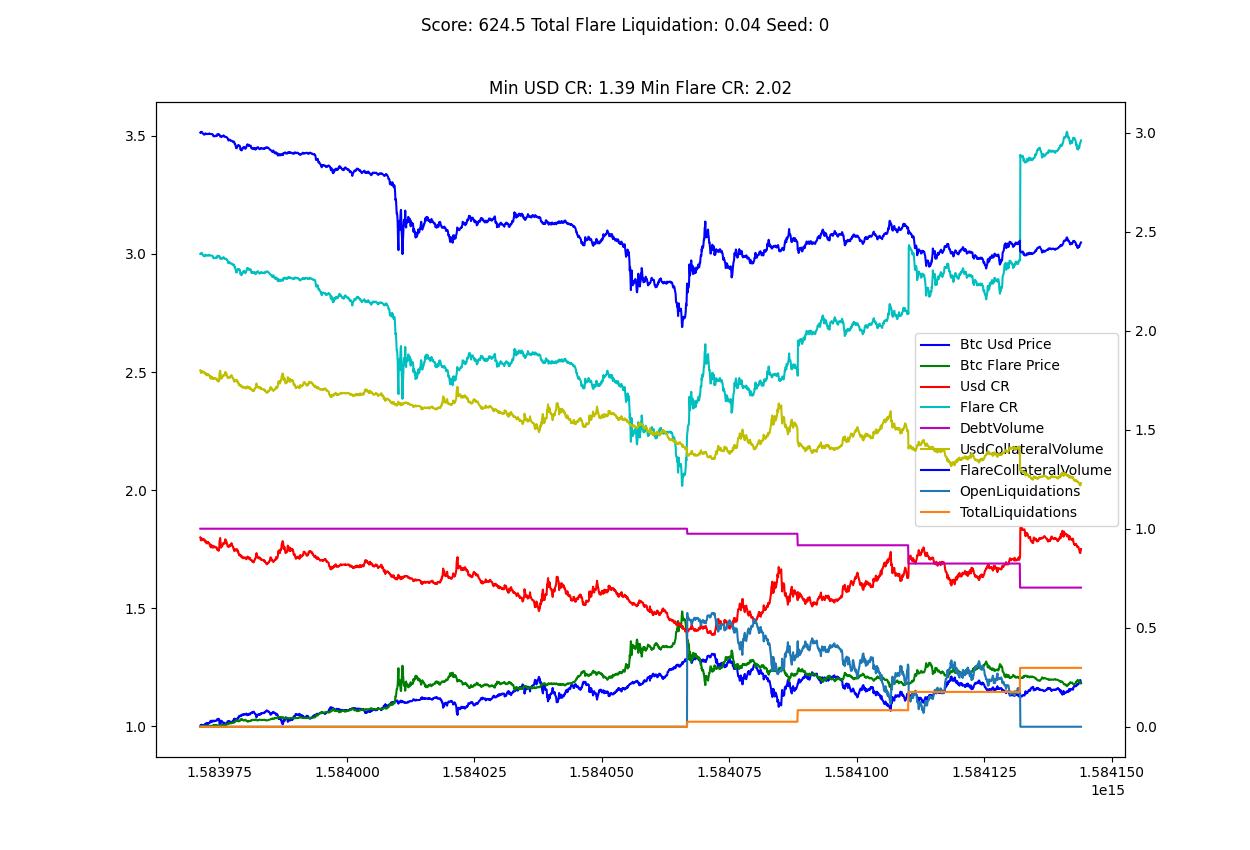 Score: 624.5 Total Flare Liquidation: 0.04 Seed: 0
Min USD CR: 1.39 Min Flare CR: 2.02
3.5
3.0
2.5
2.0
1.5
1.0
3.0
2.5
2.0
1.5
1.0
0.5
0.0
Btc Usd Price
Btc Flare Price
Usd CR
Flare CR
DebtVolume
UsdCollateralVolume
FlareCollateralVolume
OpenLiquidations
TotalLiquidations
1.583975 1.584000 1.584025 1.584050 1.584075 1.584100 1.584125 1.584150
1e15